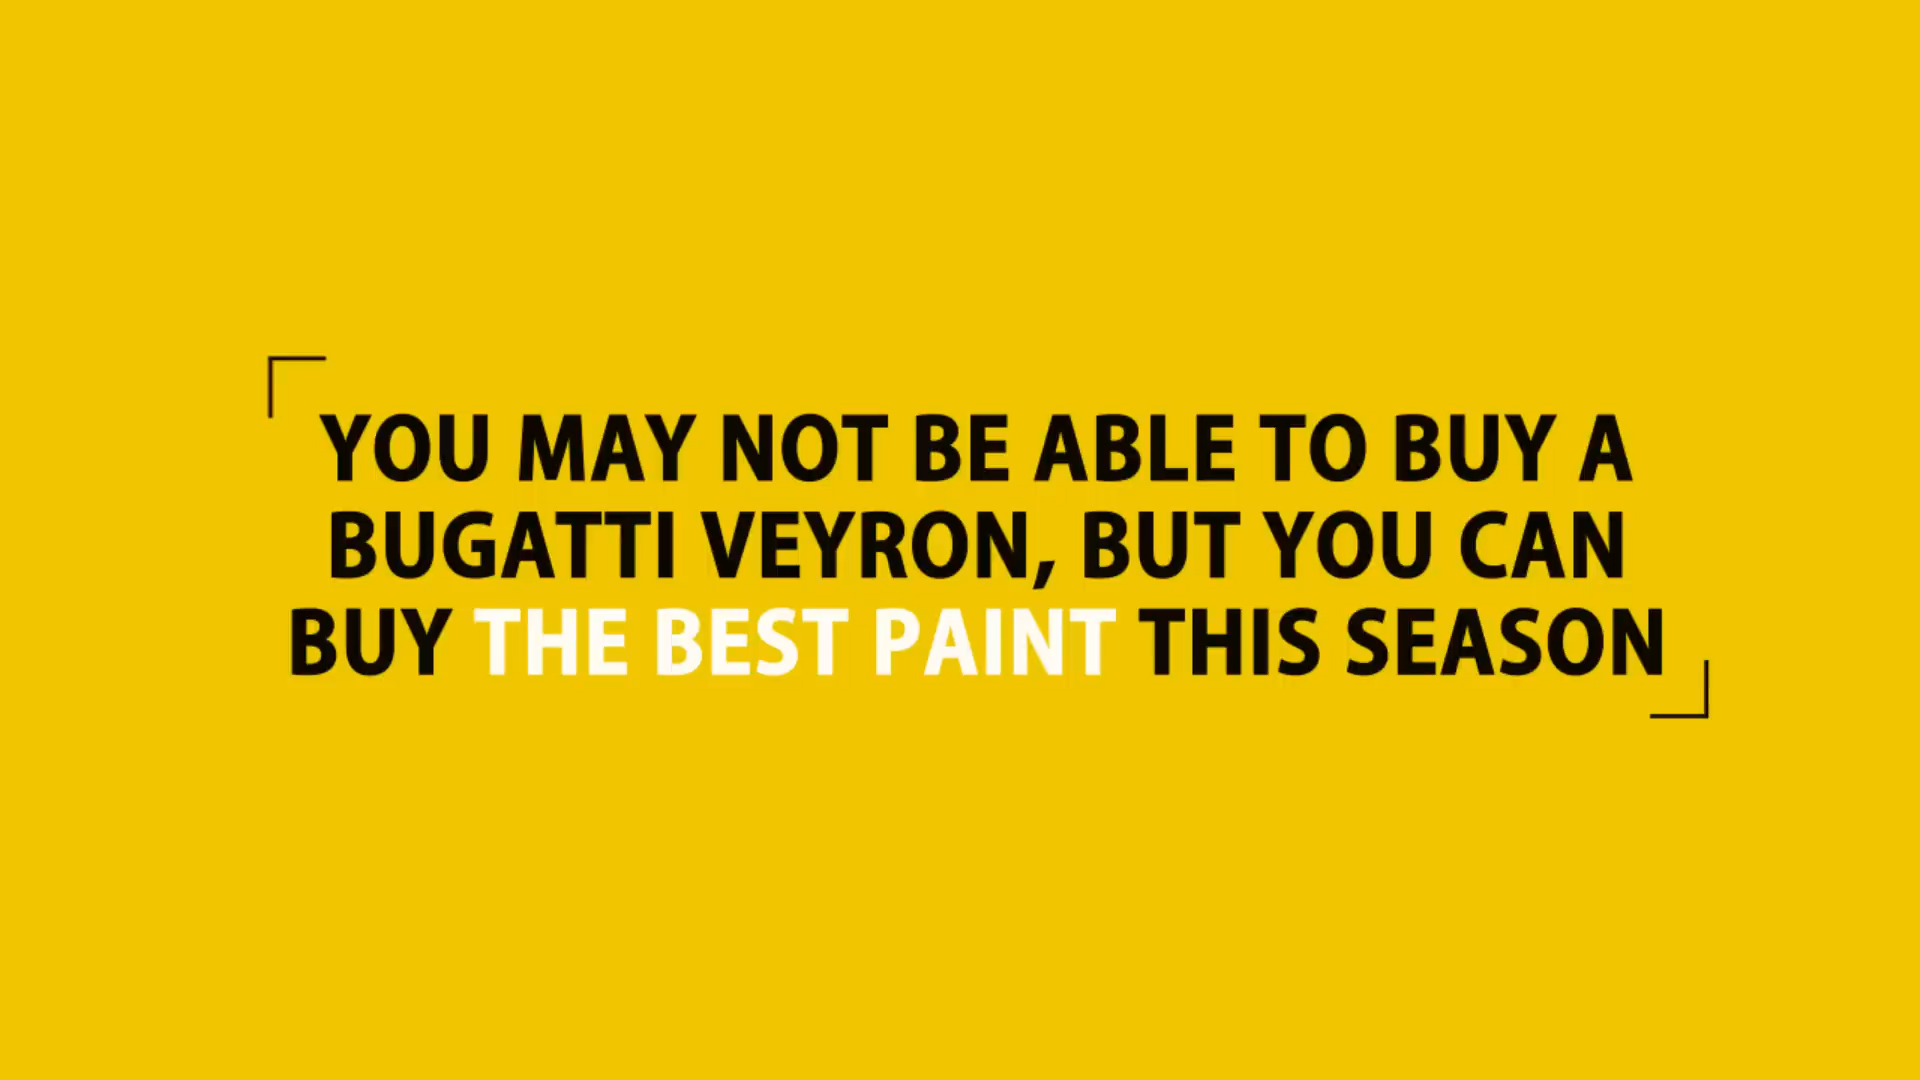 YOU MAY NOT BE ABLE TO BUY A
BUGATTI VEYRON, BUT YOU CAN
BUY THE BEST PAINT THIS SEASON